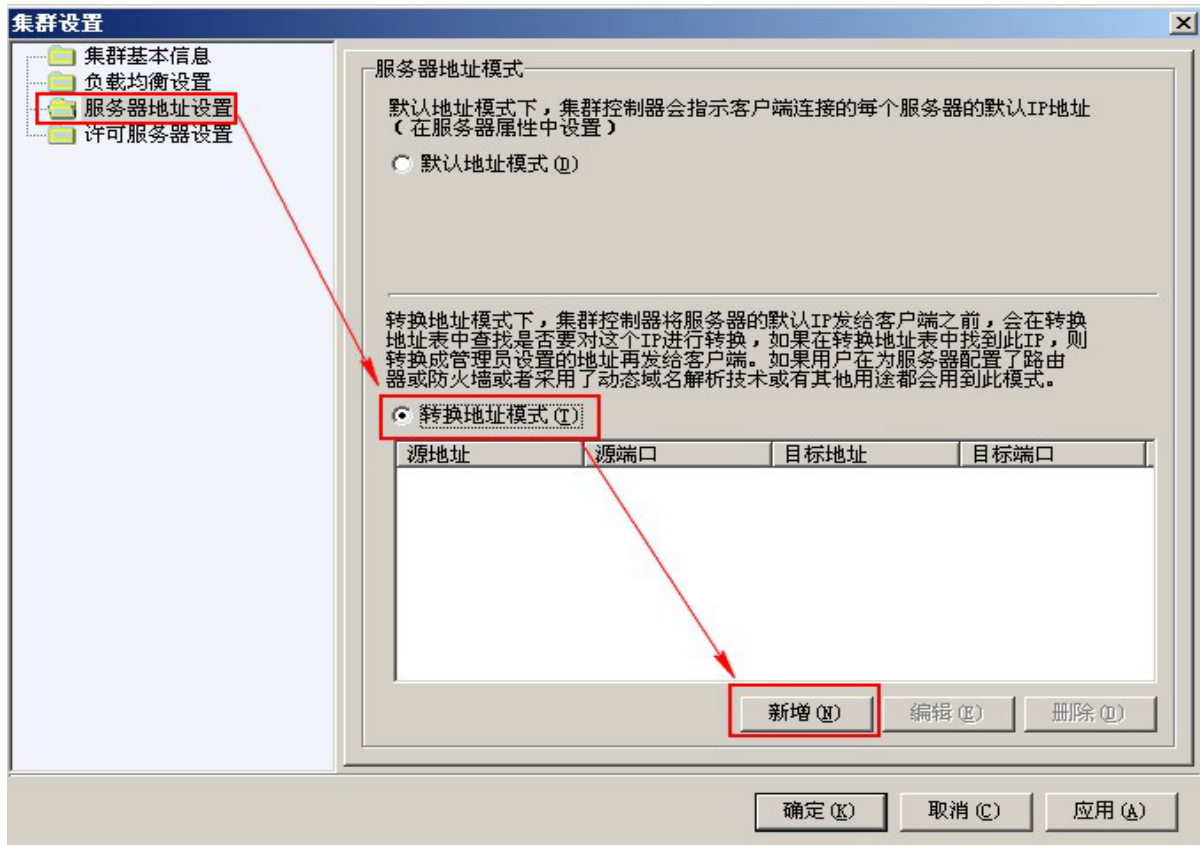 集群设置
集群基本信息
负载均衡设置
服务器地址设置
许可服务器设置
服务器地址模式
默认地址模式下，集群控制器会指示客户端连接的每个服务器的默认IP地址
（在服务器属性中设置）
默认地址模式(D)
转换地址模式下，集群控制器将服务器的默认IP发给客户端之前，会在转换
地址表中查找是否要对这个IP进行转换，如果在转换地址表中找到此IP，则
转换成管理员设置的地址再发给客户端。如果用户在为服务器配置了路由
器或防火墙或者采用了动态域名解析技术或有其他用途都会用到此模式。
转换地址模式(T)
源地址 源端口 目标地址 目标端口
新增(N) 编辑(E) 删除(D)
确定(K) 取消(C) 应用(A)